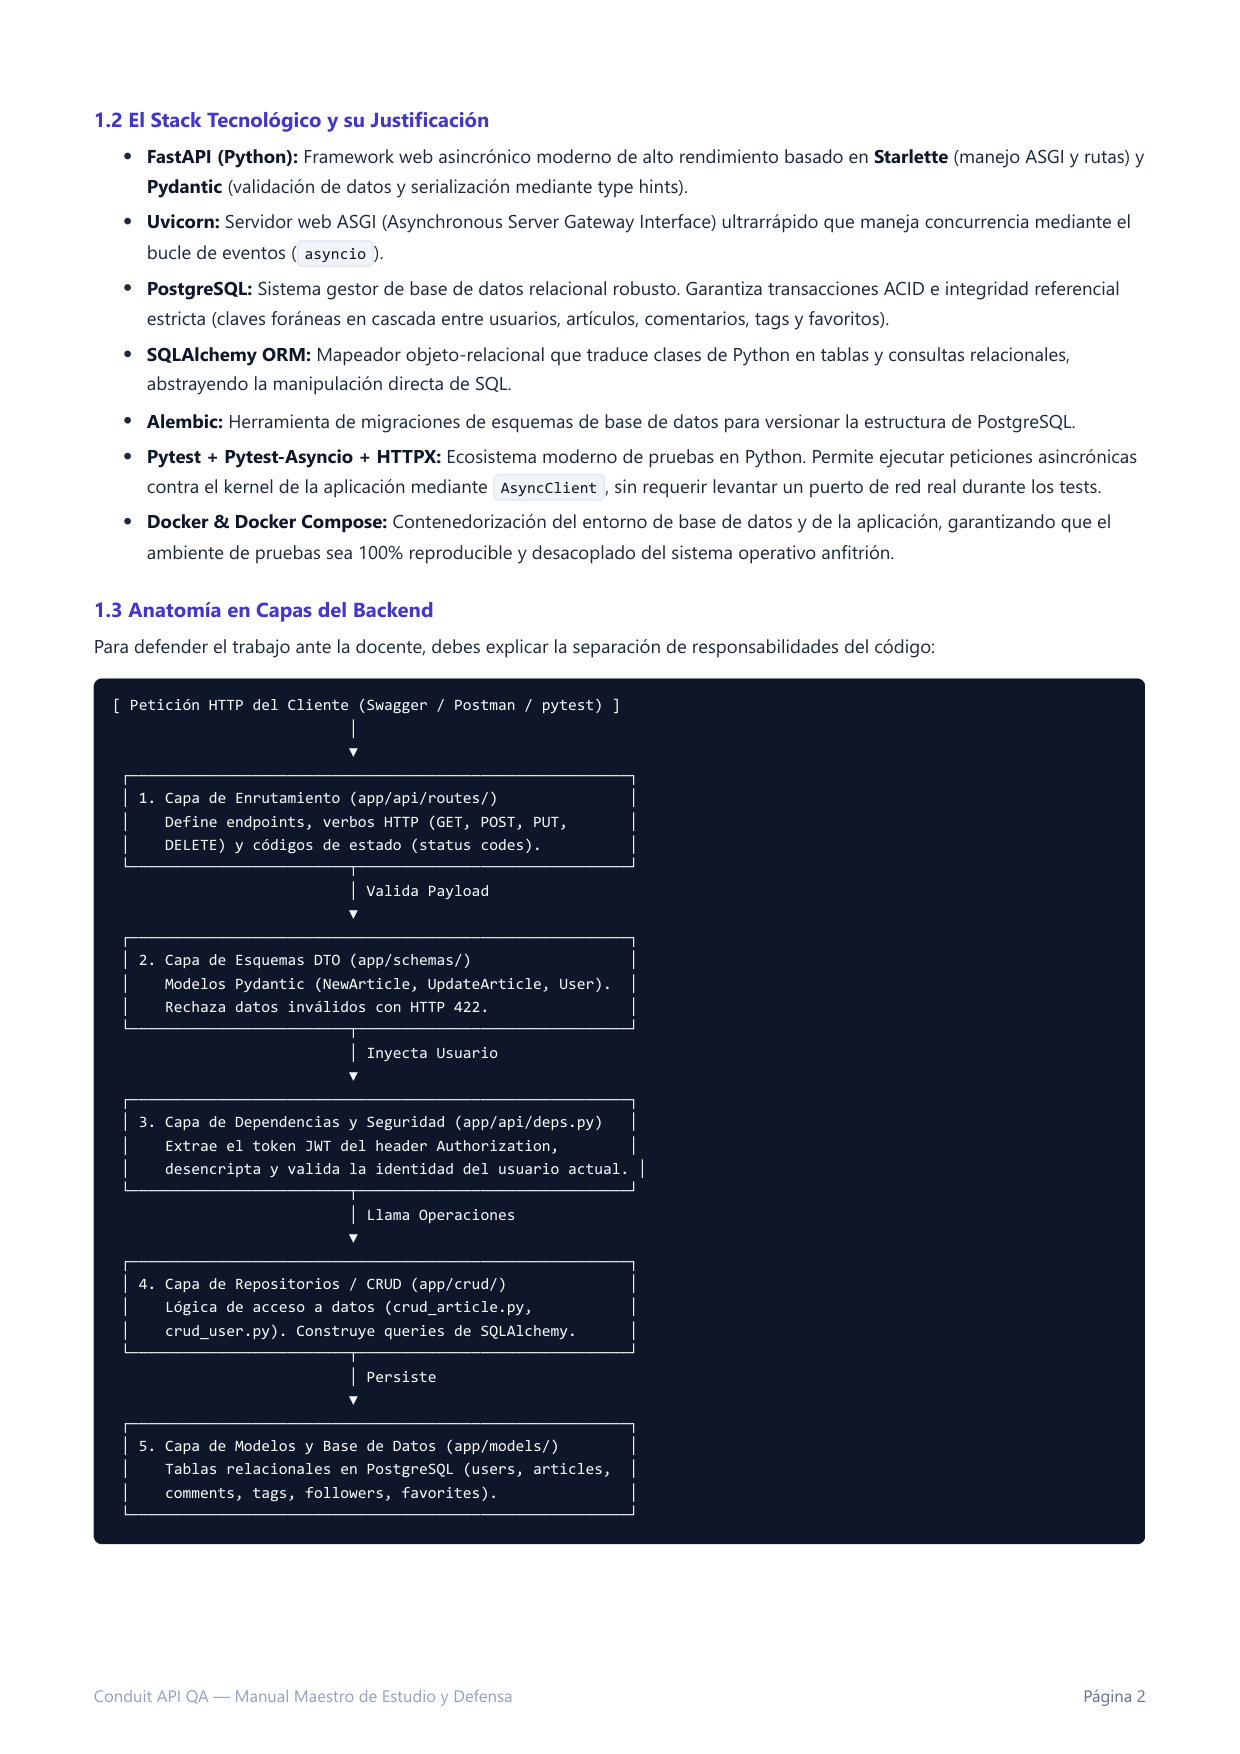 1.2 El Stack Tecnológico y su Justificación
• FastAPI (Python): Framework web asincrónico moderno de alto rendimiento basado en Starlette (manejo ASGI y rutas) y
Pydantic (validación de datos y serialización mediante type hints).
• Uvicorn: Servidor web ASGI (Asynchronous Server Gateway Interface) ultrarrápido que maneja concurrencia mediante el
bucle de eventos ( asyncio ).
• PostgreSQL: Sistema gestor de base de datos relacional robusto. Garantiza transacciones ACID e integridad referencial
estricta (claves foráneas en cascada entre usuarios, artículos, comentarios, tags y favoritos).
• SQLAlchemy ORM: Mapeador objeto-relacional que traduce clases de Python en tablas y consultas relacionales,
abstrayendo la manipulación directa de SQL.
• Alembic: Herramienta de migraciones de esquemas de base de datos para versionar la estructura de PostgreSQL.
• Pytest + Pytest-Asyncio + HTTPX: Ecosistema moderno de pruebas en Python. Permite ejecutar peticiones asincrónicas
contra el kernel de la aplicación mediante AsyncClient , sin requerir levantar un puerto de red real durante los tests.
• Docker & Docker Compose: Contenedorización del entorno de base de datos y de la aplicación, garantizando que el
ambiente de pruebas sea 100% reproducible y desacoplado del sistema operativo anfitrión.
1.3 Anatomía en Capas del Backend
Para defender el trabajo ante la docente, debes explicar la separación de responsabilidades del código:
[ Petición HTTP del Cliente (Swagger / Postman / pytest) ]
1. Capa de Enrutamiento (app/api/routes/)
Define endpoints, verbos HTTP (GET, POST, PUT,
DELETE) y códigos de estado (status codes).
Valida Payload
2. Capa de Esquemas DTO (app/schemas/)
Modelos Pydantic (NewArticle, UpdateArticle, User).
Rechaza datos inválidos con HTTP 422.
Inyecta Usuario
3. Capa de Dependencias y Seguridad (app/api/deps.py)
Extrae el token JWT del header Authorization,
desencripta y valida la identidad del usuario actual.
Llama Operaciones
4. Capa de Repositorios / CRUD (app/crud/)
Lógica de acceso a datos (crud_article.py,
crud_user.py). Construye queries de SQLAlchemy.
Persiste
5. Capa de Modelos y Base de Datos (app/models/)
Tablas relacionales en PostgreSQL (users, articles,
comments, tags, followers, favorites).
Conduit API QA — Manual Maestro de Estudio y Defensa
Página 2